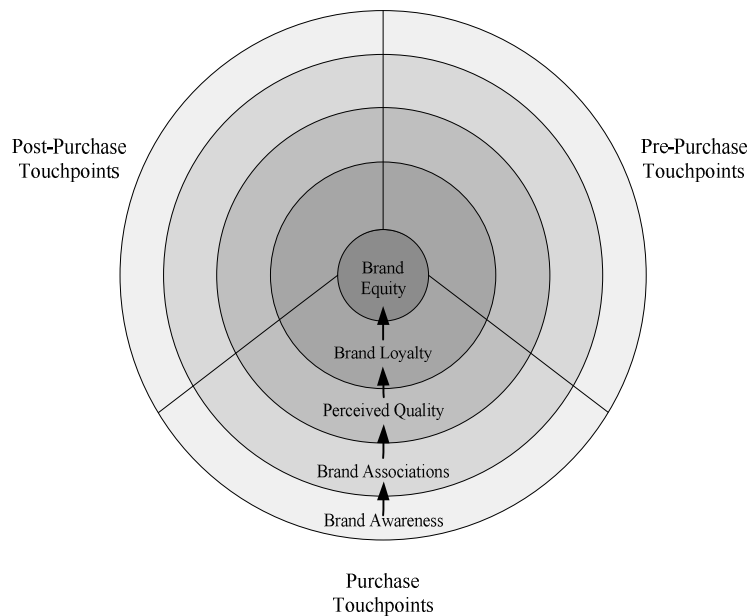 Post-Purchase
Touchpoints
Pre-Purchase
Touchpoints
Brand
Equity
Brand Loyalty
Perceived Quality
Brand Associations
Brand Awareness
Purchase
Touchpoints